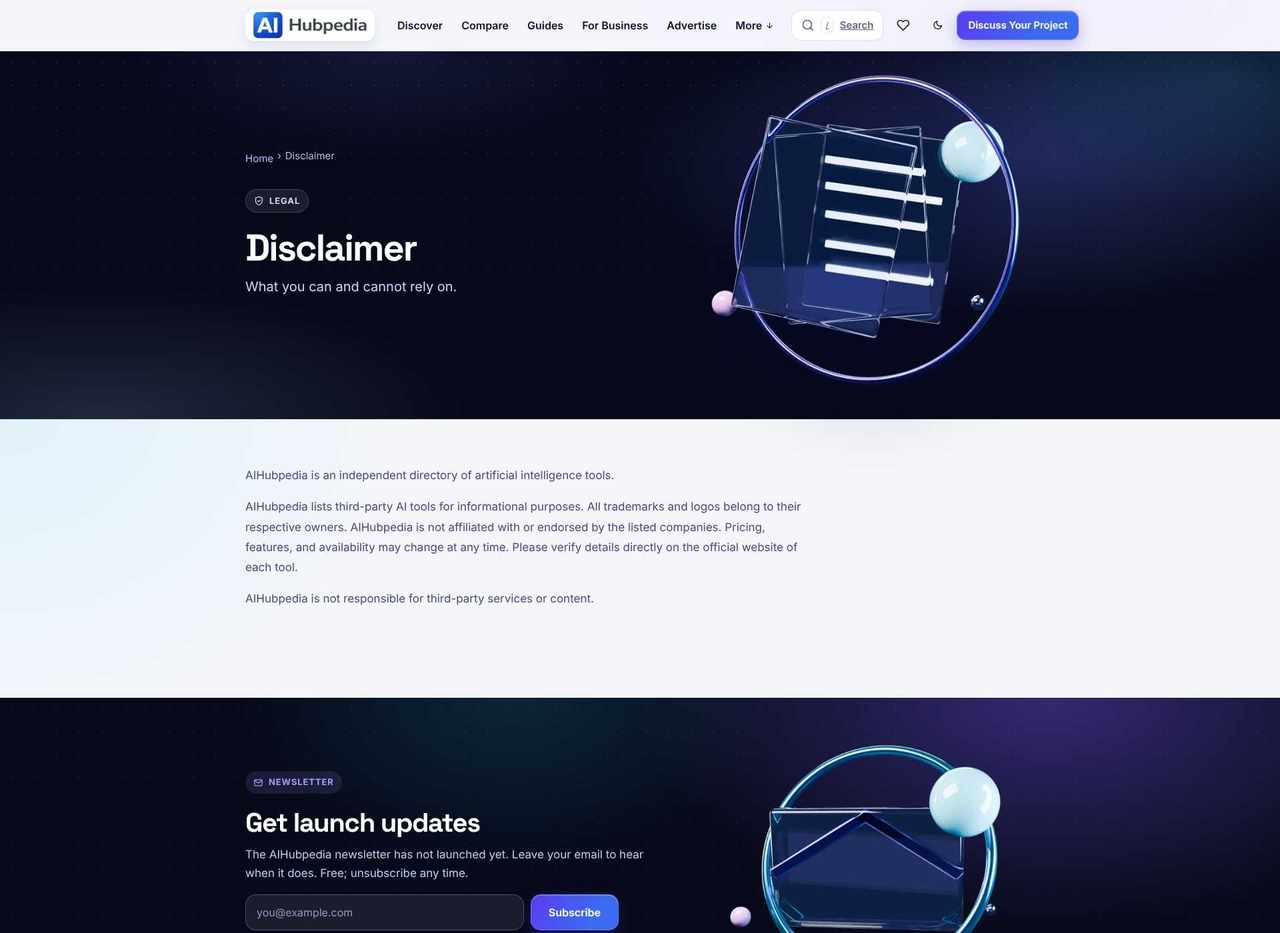 AI Hubpedia
Discover
Compare
Guides
For Business
Advertise
More ↓
/ Search
Discuss Your Project
Home › Disclaimer
LEGAL
Disclaimer
What you can and cannot rely on.
AIHubpedia is an independent directory of artificial intelligence tools.
AIHubpedia lists third-party AI tools for informational purposes. All trademarks and logos belong to their
respective owners. AIHubpedia is not affiliated with or endorsed by the listed companies. Pricing,
features, and availability may change at any time. Please verify details directly on the official website of
each tool.
AIHubpedia is not responsible for third-party services or content.
NEWSLETTER
Get launch updates
The AIHubpedia newsletter has not launched yet. Leave your email to hear
when it does. Free; unsubscribe any time.
you@example.com
Subscribe